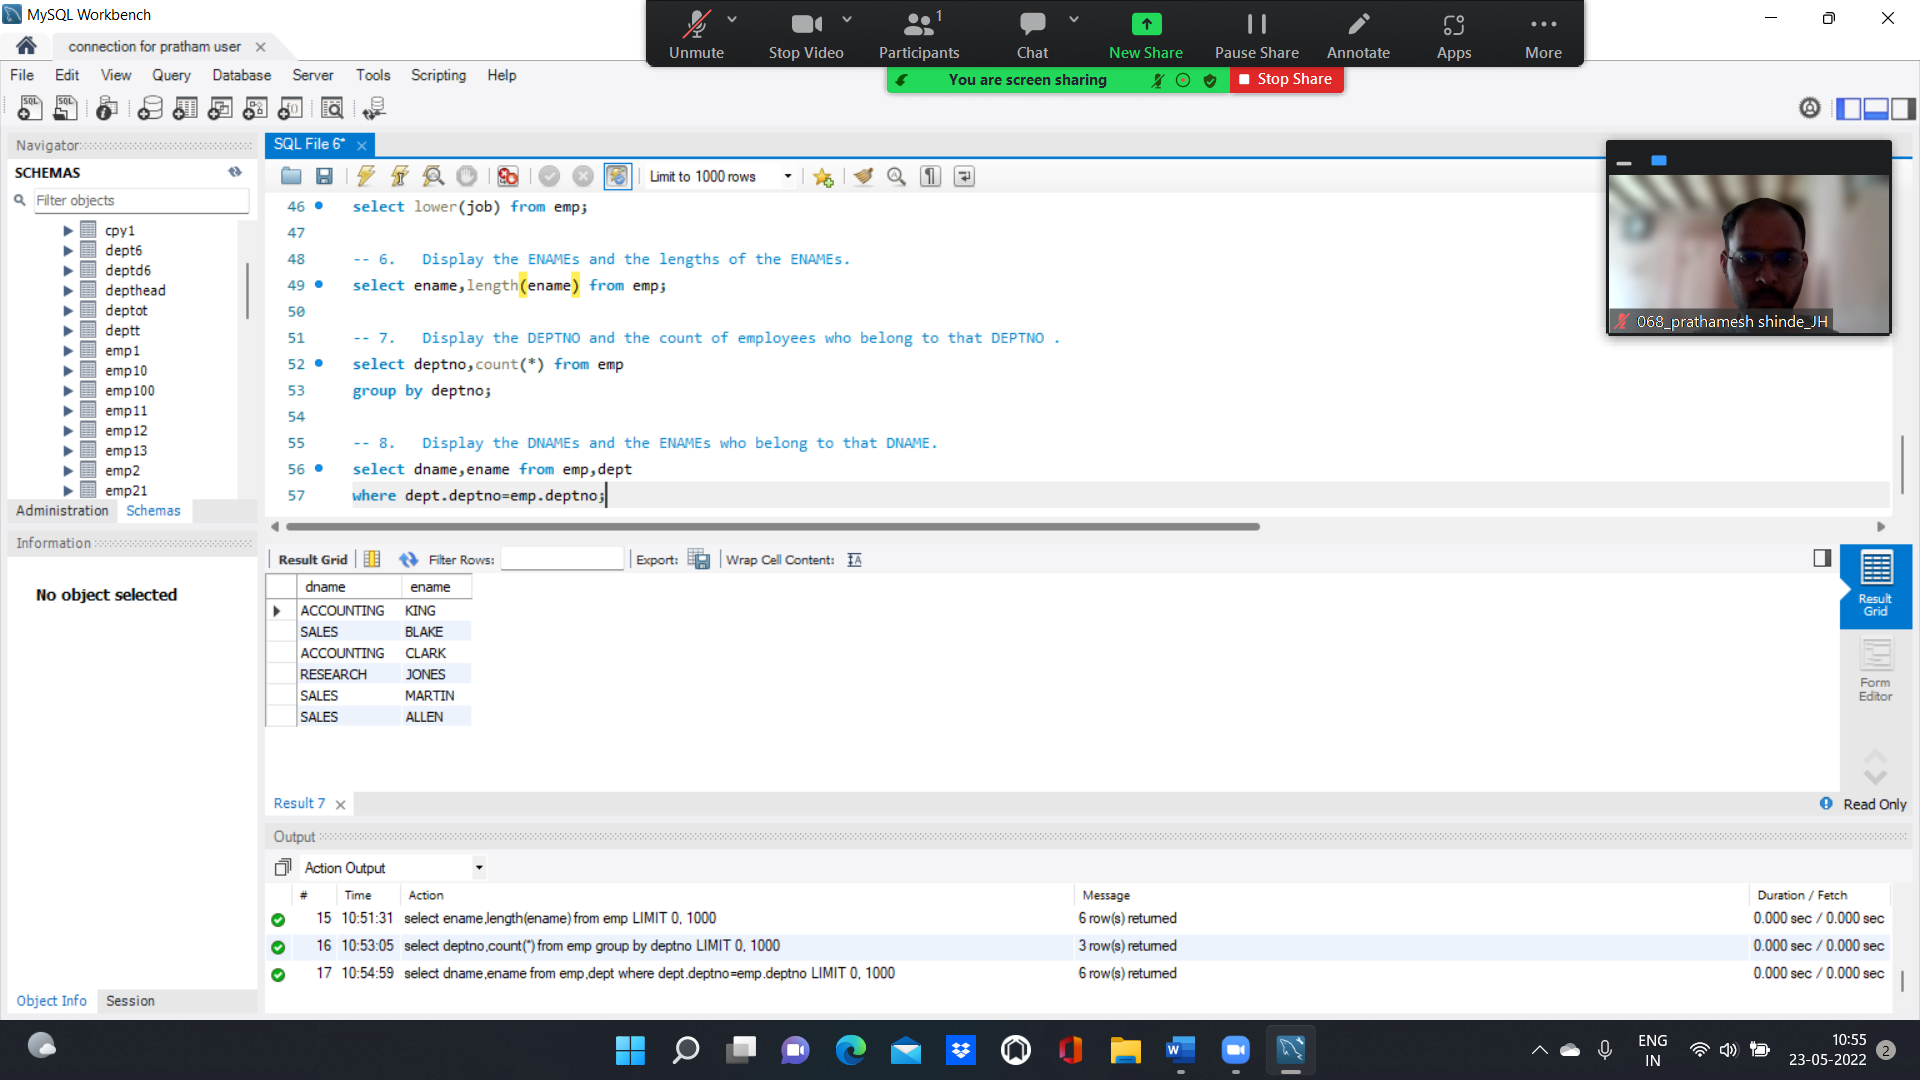 MySQL Workbench
connection for pratham user
Unmute
Stop Video
Participants
1
Chat
New Share
Pause Share
Annotate
Apps
More
You are screen sharing
Stop Share
File Edit View Query Database Server Tools Scripting Help
Navigator
SCHEMAS
Filter objects
cpy1
dept6
deptd6
depthead
deptot
deptt
emp1
emp10
emp100
emp11
emp12
emp13
emp2
emp21
Administration Schemas
Information
No object selected
Object Info Session
SQL File 6*
Limit to 1000 rows
46 select lower(job) from emp;
47
48 -- 6. Display the ENAMEs and the lengths of the ENAMEs.
49 select ename,length(ename) from emp;
50
51 -- 7. Display the DEPTNO and the count of employees who belong to that DEPTNO .
52 select deptno,count(*) from emp
53 group by deptno;
54
55 -- 8. Display the DNAMEs and the ENAMEs who belong to that DNAME.
56 select dname,ename from emp,dept
57 where dept.deptno=emp.deptno;
068_prathamesh shinde_JH
Result Grid Filter Rows: Export: Wrap Cell Content:
dname ename
ACCOUNTING KING
SALES BLAKE
ACCOUNTING CLARK
RESEARCH JONES
SALES MARTIN
SALES ALLEN
Result Grid
Form Editor
Result 7
Read Only
Output
Action Output
# Time Action Message Duration / Fetch
15 10:51:31 select ename,length(ename) from emp LIMIT 0, 1000 6 row(s) returned 0.000 sec / 0.000 sec
16 10:53:05 select deptno,count(*) from emp group by deptno LIMIT 0, 1000 3 row(s) returned 0.000 sec / 0.000 sec
17 10:54:59 select dname,ename from emp,dept where dept.deptno=emp.deptno LIMIT 0, 1000 6 row(s) returned 0.000 sec / 0.000 sec
ENG
IN
10:55
23-05-2022
2